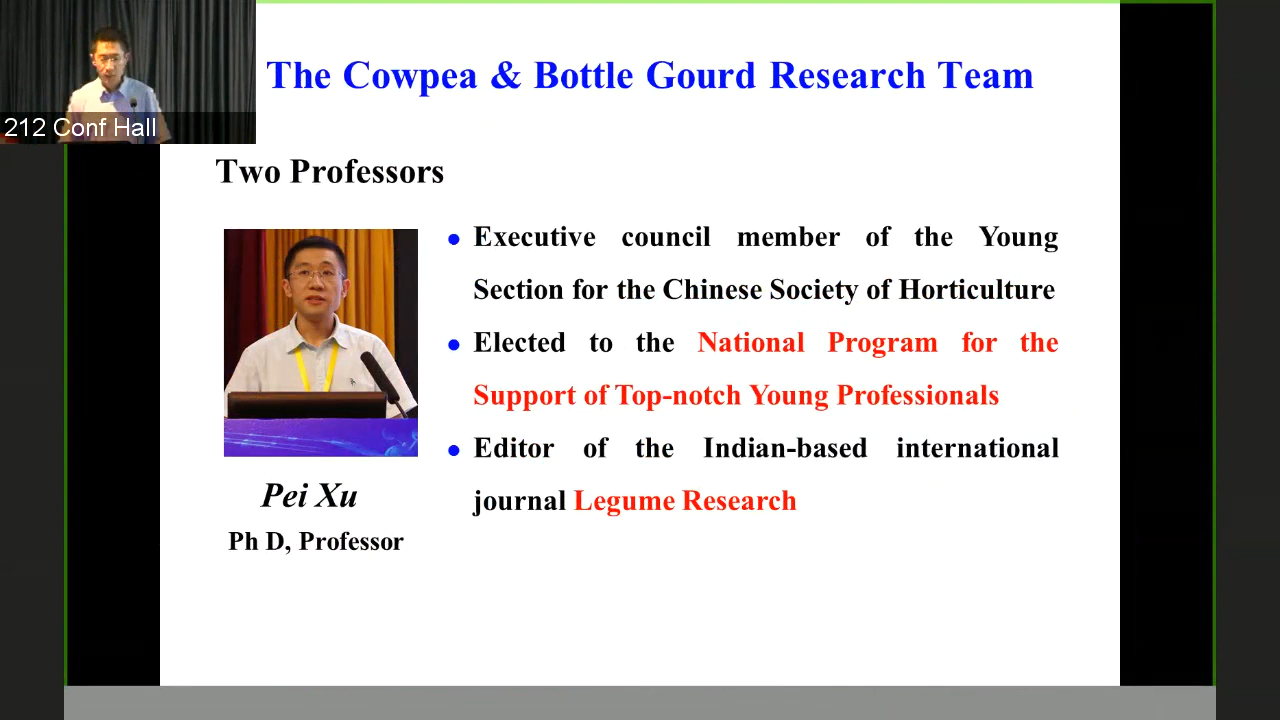 The Cowpea & Bottle Gourd Research Team
212 Conf Hall
Two Professors
• Executive council member of the Young
Section for the Chinese Society of Horticulture
• Elected to the National Program for the
Support of Top-notch Young Professionals
• Editor of the Indian-based international
journal Legume Research
Pei Xu
Ph D, Professor